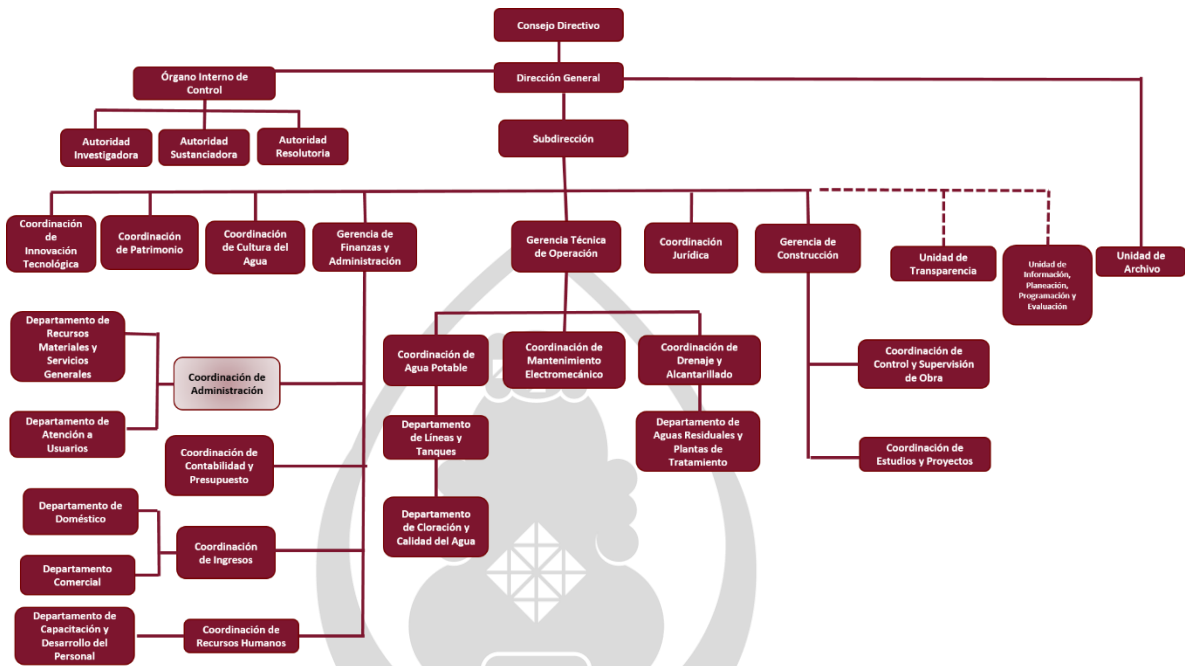 Consejo Directivo
Órgano Interno de
Control
Dirección General
Autoridad
Investigadora
Autoridad
Sustanciadora
Autoridad
Resolutoria
Subdirección
Coordinación
de
Innovación
Tecnológica
Coordinación
de Patrimonio
Coordinación
de Cultura del
Agua
Gerencia de
Finanzas y
Administración
Gerencia Técnica
de Operación
Coordinación
Jurídica
Gerencia de
Construcción
Unidad de
Transparencia
Unidad de
Información,
Planeación,
Programación y
Evaluación
Unidad de
Archivo
Departamento de
Recursos
Materiales y
Servicios
Generales
Coordinación de
Administración
Departamento de
Atención a
Usuarios
Coordinación de
Contabilidad y
Presupuesto
Departamento de
Doméstico
Coordinación
de Ingresos
Departamento
Comercial
Departamento de
Capacitación y
Desarrollo del
Personal
Coordinación de
Recursos Humanos
Coordinación de
Agua Potable
Coordinación de
Mantenimiento
Electromecánico
Coordinación de
Drenaje y
Alcantarillado
Departamento
de Líneas y
Tanques
Departamento de
Aguas Residuales y
Plantas de
Tratamiento
Departamento
de Cloración y
Calidad del Agua
Coordinación de
Control y Supervisión
de Obra
Coordinación de
Estudios y Proyectos